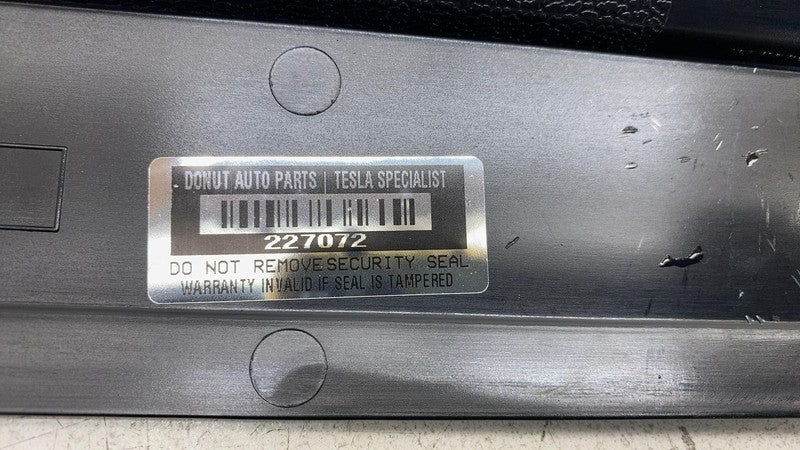 DONUT AUTO PARTS | TESLA SPECIALIST
227072
DO NOT REMOVE SECURITY SEAL
WARRANTY INVALID IF SEAL IS TAMPERED